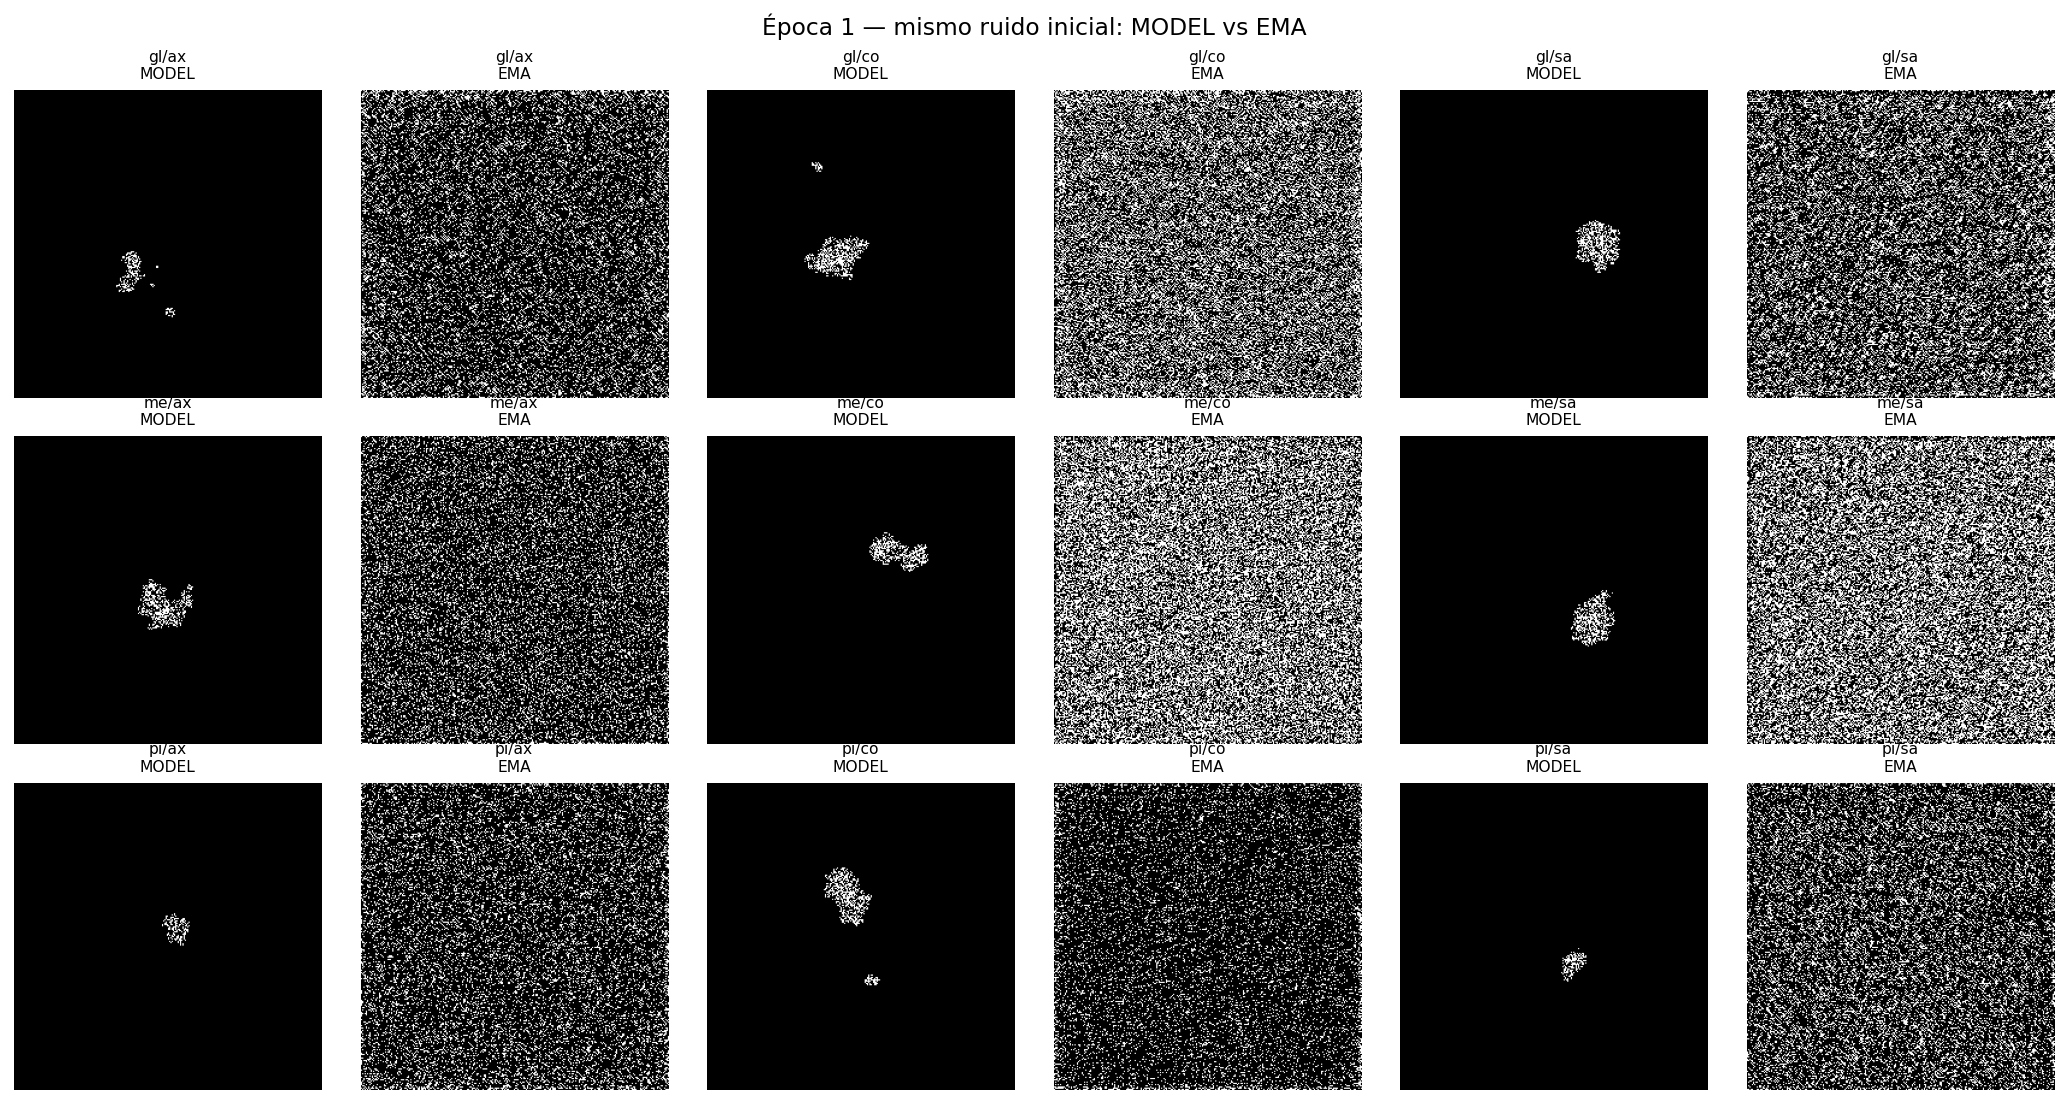 Época 1 — mismo ruido inicial: MODEL vs EMA
gl/ax
MODEL
gl/ax
EMA
gl/co
MODEL
gl/co
EMA
gl/sa
MODEL
gl/sa
EMA
me/ax
MODEL
me/ax
EMA
me/co
MODEL
me/co
EMA
me/sa
MODEL
me/sa
EMA
pi/ax
MODEL
pi/ax
EMA
pi/co
MODEL
pi/co
EMA
pi/sa
MODEL
pi/sa
EMA